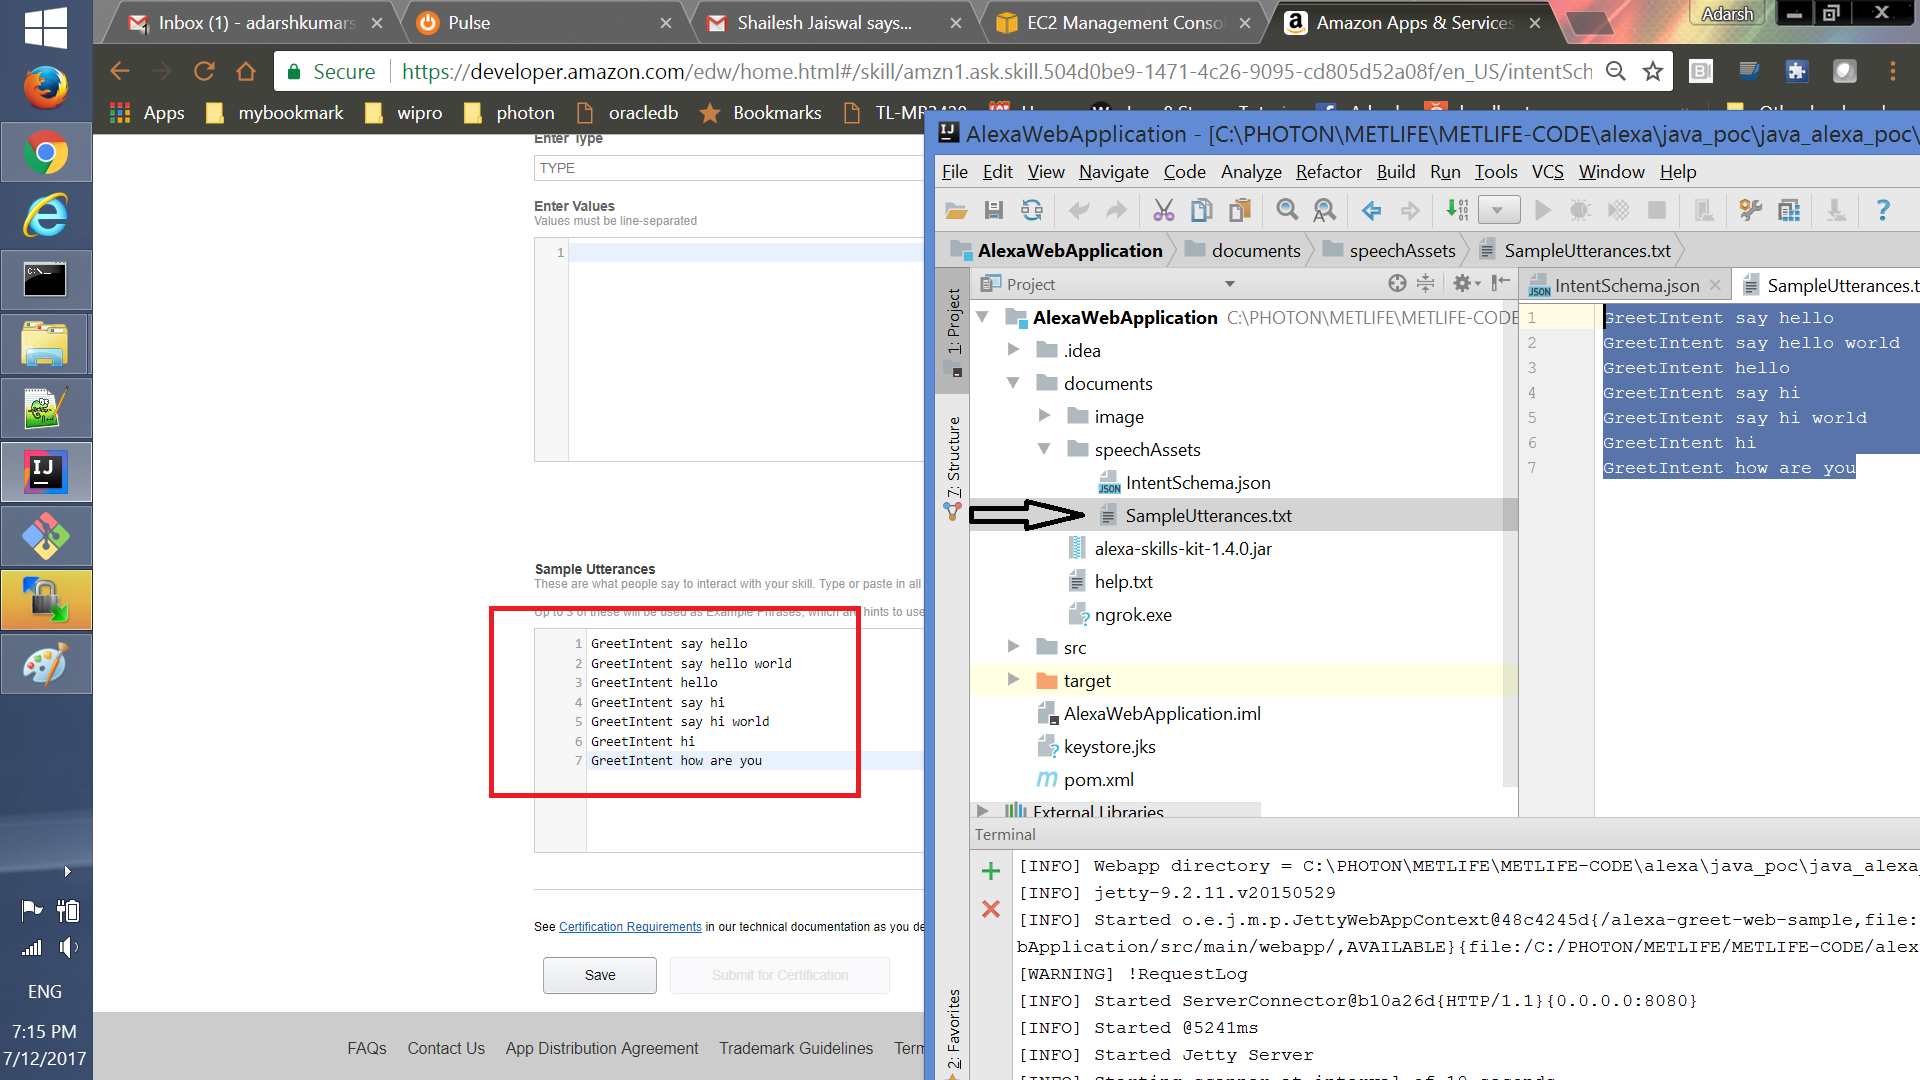 Inbox (1) - adarshkumars
Pulse
Shailesh Jaiswal says...
EC2 Management Conso
Amazon Apps & Services
Adarsh
Secure
https://developer.amazon.com/edw/home.html#/skill/amzn1.ask.skill.504d0be9-1471-4c26-9095-cd805d52a08f/en_US/intentSch
Apps
mybookmark
wipro
photon
oracledb
Bookmarks
Enter Type
TYPE
Enter Values
Values must be line-separated
1
Sample Utterances
These are what people say to interact with your skill. Type or paste in all
Up to 3 of these will be used as Example Phrases, which are hints to use
1 GreetIntent say hello
2 GreetIntent say hello world
3 GreetIntent hello
4 GreetIntent say hi
5 GreetIntent say hi world
6 GreetIntent hi
7 GreetIntent how are you
See Certification Requirements in our technical documentation as you de
Save
Submit for Certification
FAQs
Contact Us
App Distribution Agreement
Trademark Guidelines
Term
AlexaWebApplication - [C:\PHOTON\METLIFE\METLIFE-CODE\alexa\java_poc\java_alexa_poc\
File Edit View Navigate Code Analyze Refactor Build Run Tools VCS Window Help
AlexaWebApplication
documents
speechAssets
SampleUtterances.txt
Project
IntentSchema.json
SampleUtterances.t
1: Project
7: Structure
2: Favorites
AlexaWebApplication C:\PHOTON\METLIFE\METLIFE-CODE
.idea
documents
image
speechAssets
IntentSchema.json
SampleUtterances.txt
alexa-skills-kit-1.4.0.jar
help.txt
ngrok.exe
src
target
AlexaWebApplication.iml
keystore.jks
pom.xml
External Libraries
1 GreetIntent say hello
2 GreetIntent say hello world
3 GreetIntent hello
4 GreetIntent say hi
5 GreetIntent say hi world
6 GreetIntent hi
7 GreetIntent how are you
Terminal
[INFO] Webapp directory = C:\PHOTON\METLIFE\METLIFE-CODE\alexa\java_poc\java_alexa_
[INFO] jetty-9.2.11.v20150529
[INFO] Started o.e.j.m.p.JettyWebAppContext@48c4245d{/alexa-greet-web-sample,file:
bApplication/src/main/webapp/,AVAILABLE}{file:/C:/PHOTON/METLIFE/METLIFE-CODE/alex
[WARNING] !RequestLog
[INFO] Started ServerConnector@b10a26d{HTTP/1.1}{0.0.0.0:8080}
[INFO] Started @5241ms
[INFO] Started Jetty Server
[INFO] Starting scanner at interval of 10 seconds
ENG
7:15 PM
7/12/2017